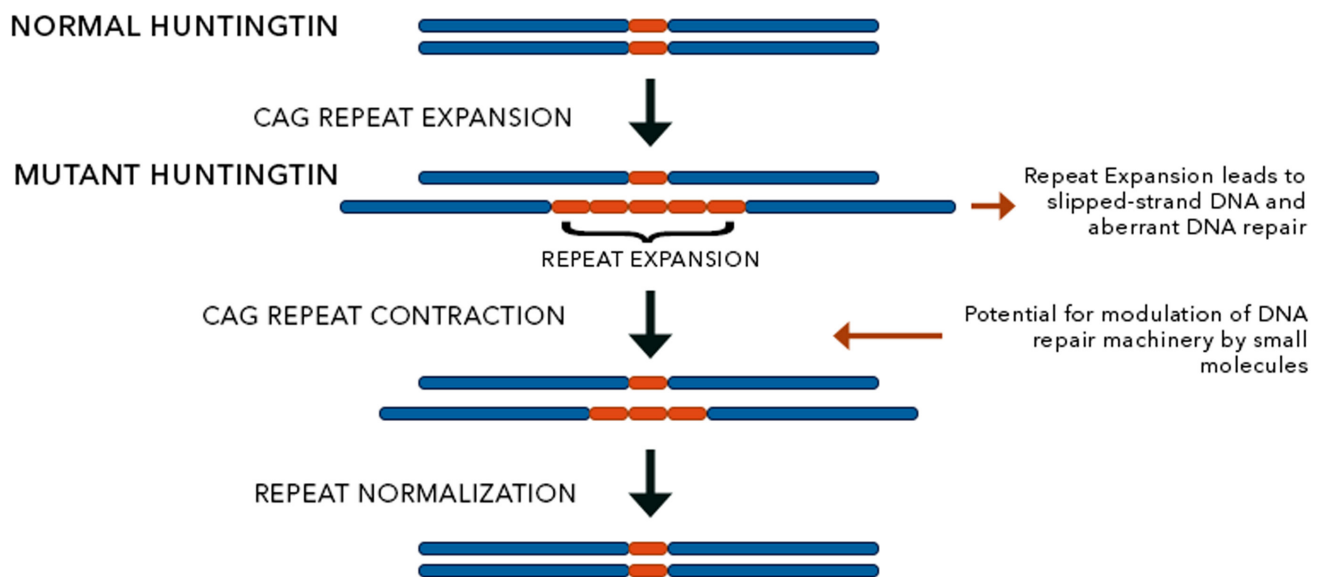 NORMAL HUNTINGTIN
CAG REPEAT EXPANSION
MUTANT HUNTINGTIN
Repeat Expansion leads to
slipped-strand DNA and
aberrant DNA repair
REPEAT EXPANSION
CAG REPEAT CONTRACTION
Potential for modulation of DNA
repair machinery by small
molecules
REPEAT NORMALIZATION